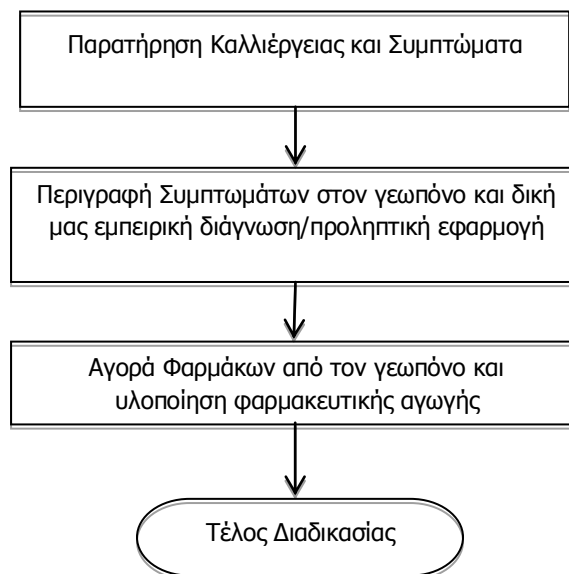 Παρατήρηση Καλλιέργειας και Συμπτώματα
Περιγραφή Συμπτωμάτων στον γεωπόνο και δική
μας εμπειρική διάγνωση/προληπτική εφαρμογή
Αγορά Φαρμάκων από τον γεωπόνο και
υλοποίηση φαρμακευτικής αγωγής
Τέλος Διαδικασίας